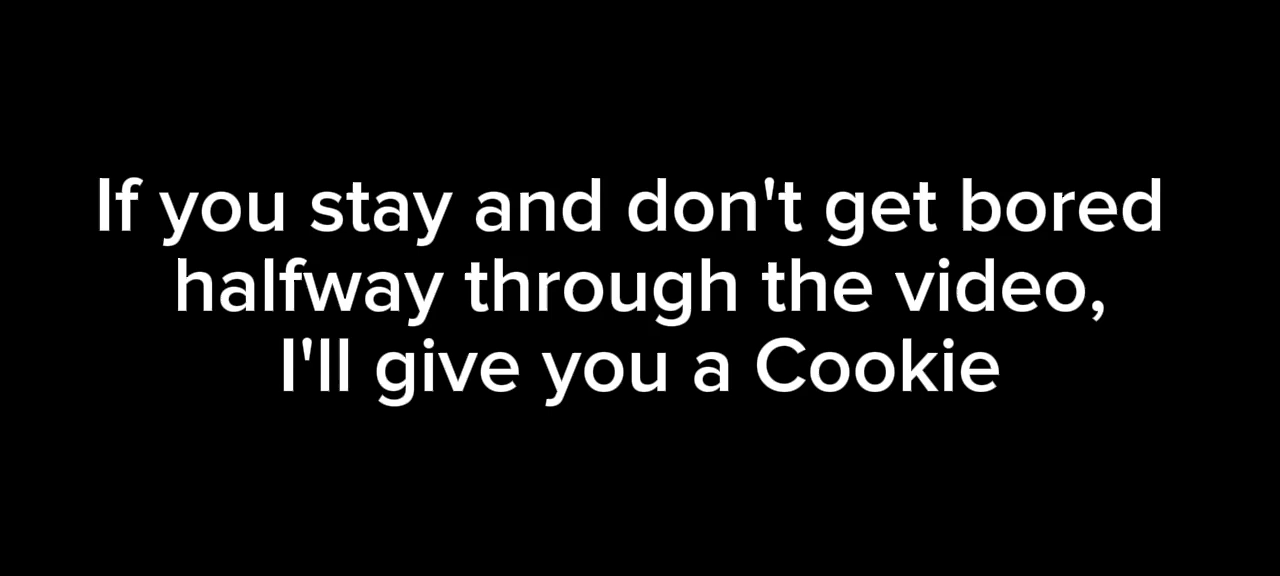 If you stay and don't get bored
halfway through the video,
I'll give you a Cookie